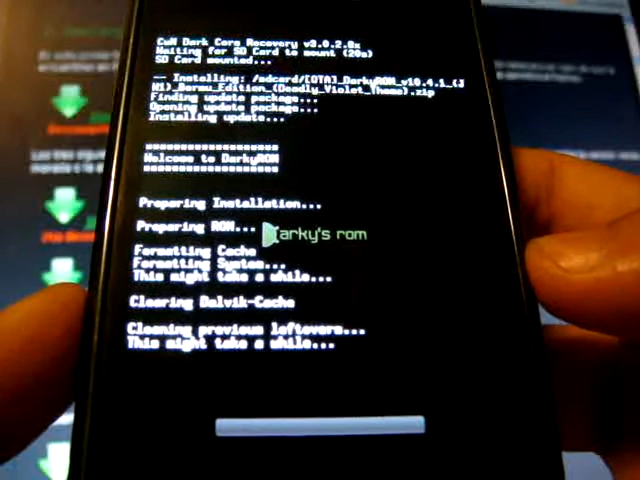 CWM Dark Core Recovery v3.0.2.8x
Waiting for SD Card to mount (20s)
SD Card mounted...
-- Installing: /sdcard/[OTA]_DarkyROM_v10.4.1_(J
W1)_Bersu_Edition_(Deadly_Violet_Theme).zip
Finding update package...
Opening update package...
Installing update...
====================
Welcome to DarkyROM
====================
Preparing Installation...
Preparing ROM...
Darky's rom
Formatting Cache
Formatting System...
This might take a while...
Clearing Dalvik-Cache
Cleaning previous leftovers...
This might take a while...